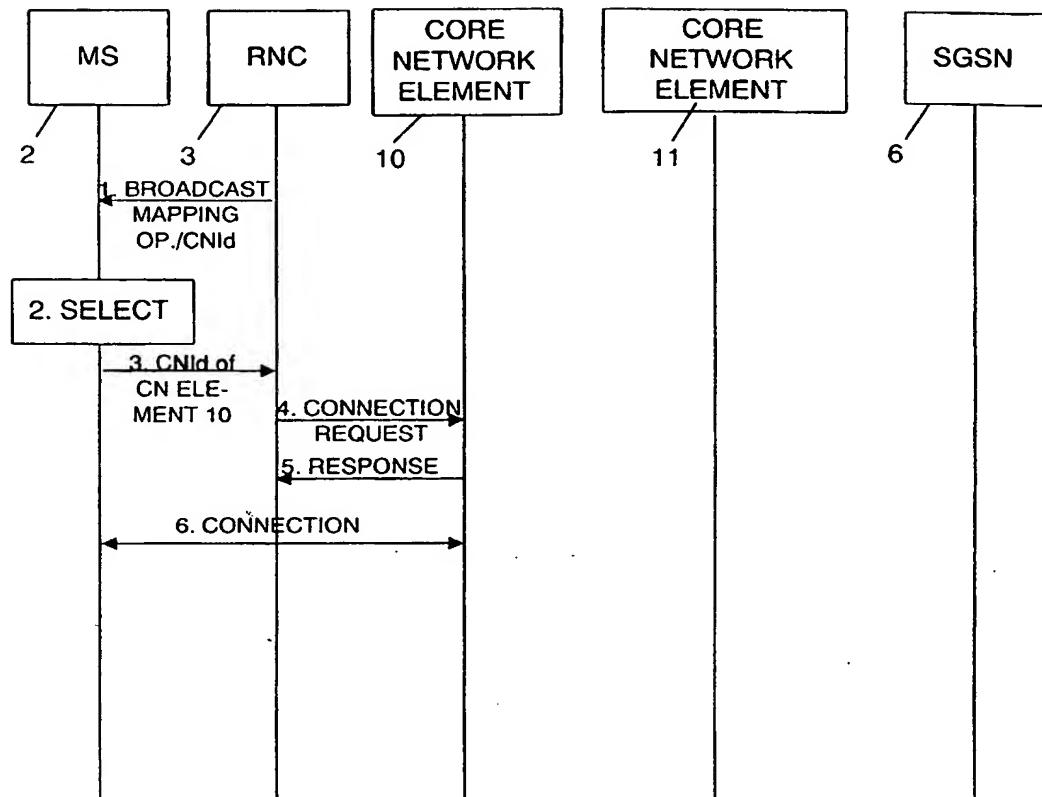 MS
RNC
CORE
NETWORK
ELEMENT
CORE
NETWORK
ELEMENT
SGSN
2
3
10
11
6
1. BROADCAST
MAPPING
OP./CNId
2. SELECT
3. CNId of
CN ELE-
MENT 10
4. CONNECTION
REQUEST
5. RESPONSE
6. CONNECTION